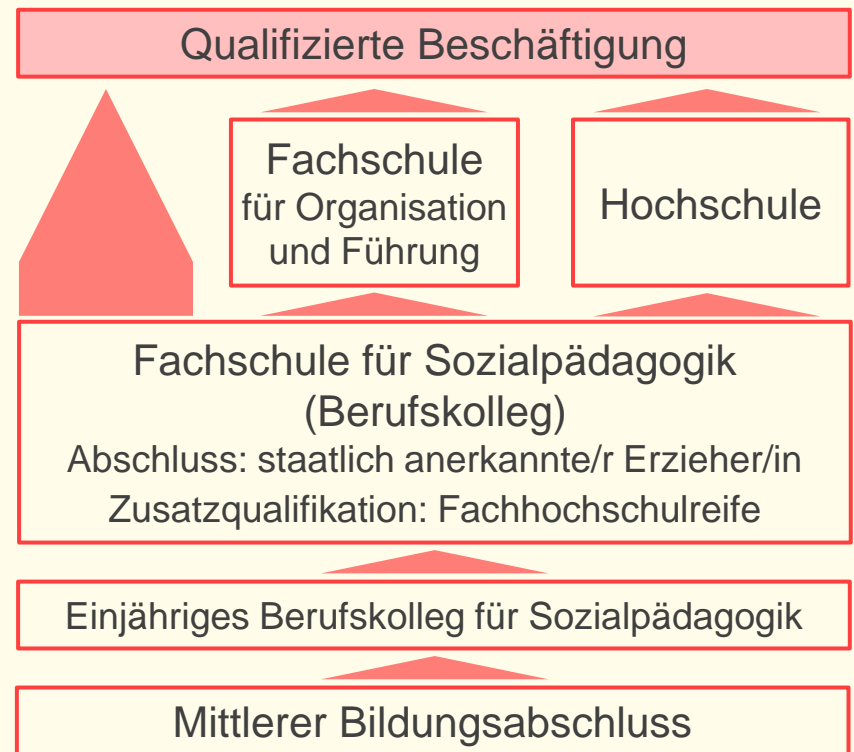 Qualifizierte Beschäftigung
Fachschule
für Organisation
und Führung
Hochschule
Fachschule für Sozialpädagogik
(Berufskolleg)
Abschluss: staatlich anerkannte/r Erzieher/in
Zusatzqualifikation: Fachhochschulreife
Einjähriges Berufskolleg für Sozialpädagogik
Mittlerer Bildungsabschluss